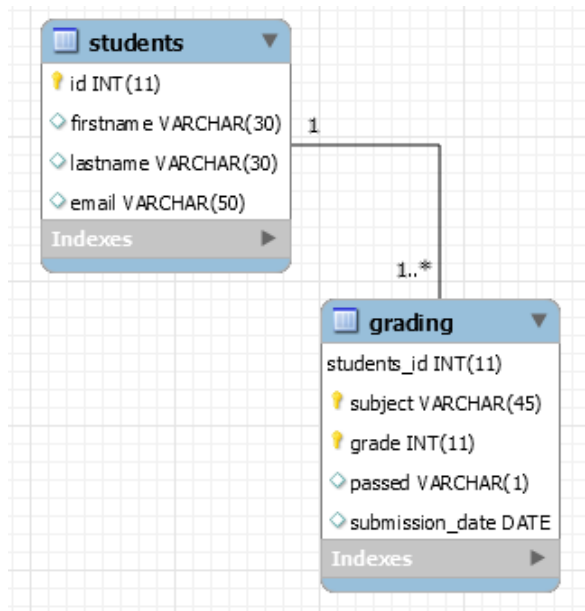 students
id INT(11)
firstname VARCHAR(30)
1
lastname VARCHAR(30)
email VARCHAR(50)
Indexes
1..*
grading
students_id INT(11)
subject VARCHAR(45)
grade INT(11)
passed VARCHAR(1)
submission_date DATE
Indexes